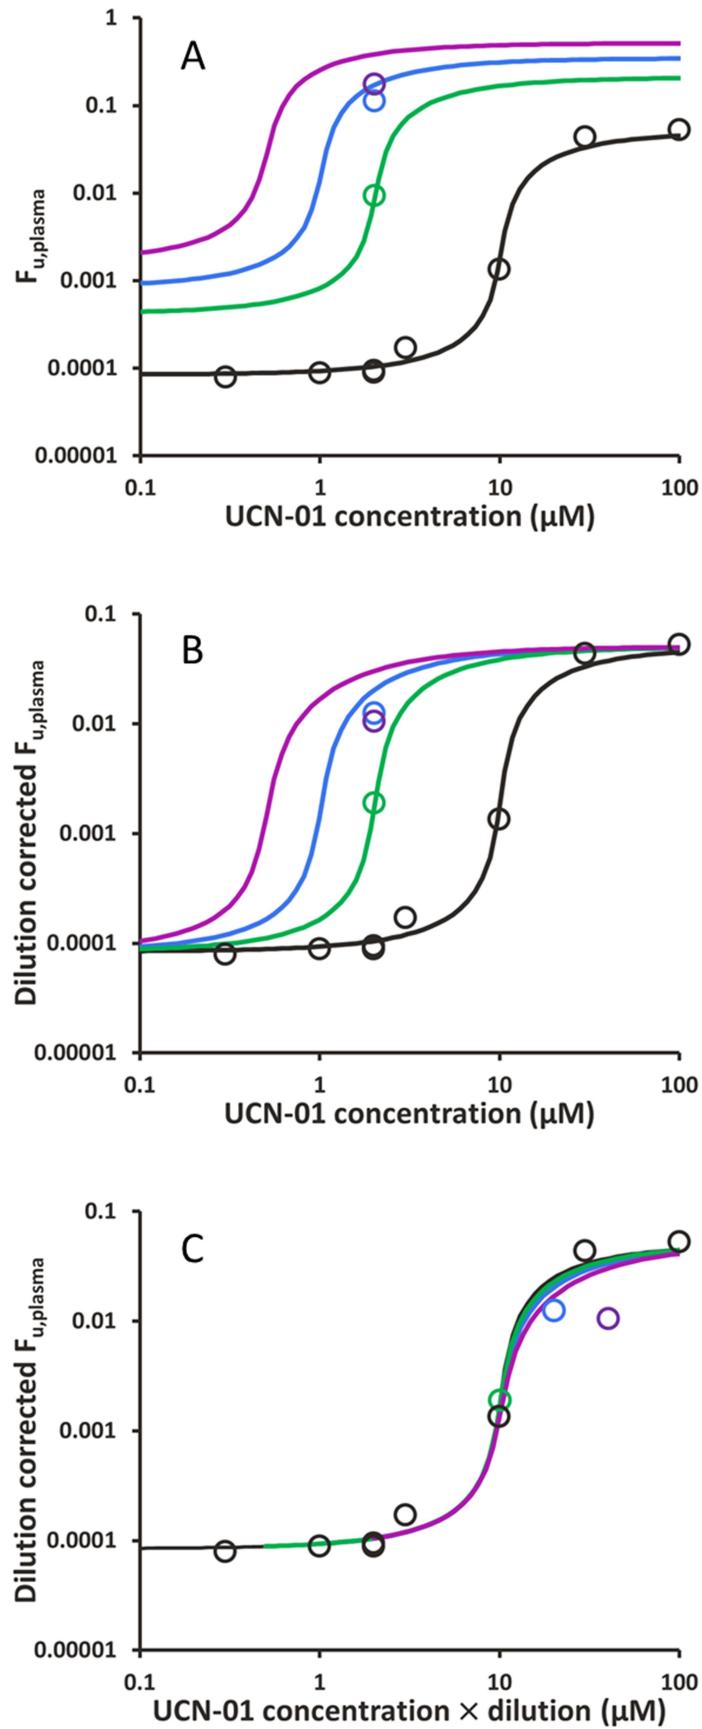 A
1
0.1
0.01
0.001
0.0001
0.00001
Fu,plasma
0.1 1 10 100
UCN-01 concentration (µM)
B
0.1
0.01
0.001
0.0001
0.00001
Dilution corrected Fu,plasma
0.1 1 10 100
UCN-01 concentration (µM)
C
0.1
0.01
0.001
0.0001
0.00001
Dilution corrected Fu,plasma
0.1 1 10 100
UCN-01 concentration × dilution (µM)